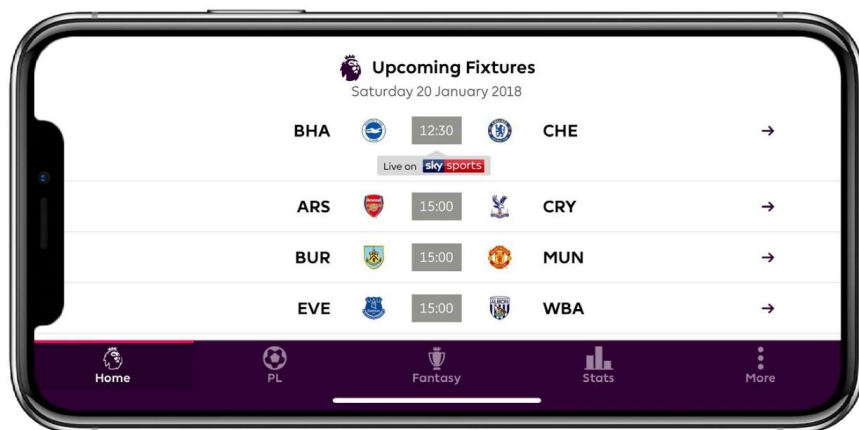 Upcoming Fixtures
Saturday 20 January 2018
BHA 12:30 CHE
Live on sky sports
ARS 15:00 CRY
BUR 15:00 MUN
EVE 15:00 WBA
Home PL Fantasy Stats More